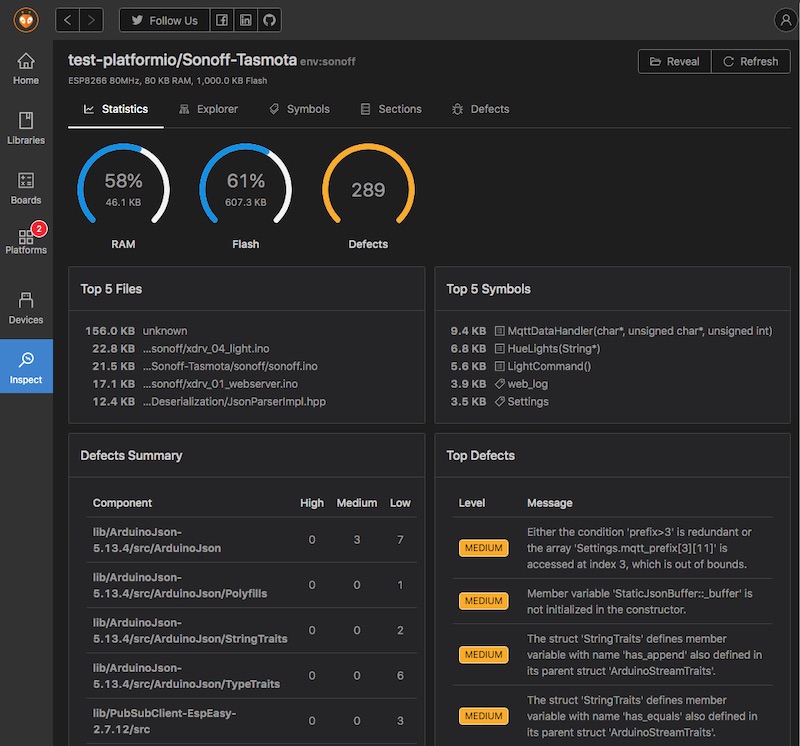 Follow Us
Home
Libraries
Boards
2
Platforms
Devices
Inspect
test-platformio/Sonoff-Tasmota env:sonoff
ESP8266 80MHz, 80 KB RAM, 1,000.0 KB Flash
Reveal
Refresh
Statistics
Explorer
Symbols
Sections
Defects
58%
46.1 KB
RAM
61%
607.3 KB
Flash
289
Defects
Top 5 Files
156.0 KB unknown
22.8 KB ...sonoff/xdrv_04_light.ino
21.5 KB ...Sonoff-Tasmota/sonoff/sonoff.ino
17.1 KB ...sonoff/xdrv_01_webserver.ino
12.4 KB ...Deserialization/JsonParserImpl.hpp
Top 5 Symbols
9.4 KB MqttDataHandler(char*, unsigned char*, unsigned int)
6.8 KB HueLights(String*)
5.6 KB LightCommand()
3.9 KB web_log
3.5 KB Settings
Defects Summary
Component High Medium Low
lib/ArduinoJson-
5.13.4/src/ArduinoJson 0 3 7
lib/ArduinoJson-
5.13.4/src/ArduinoJson/Polyfills 0 0 1
lib/ArduinoJson-
5.13.4/src/ArduinoJson/StringTraits 0 0 2
lib/ArduinoJson-
5.13.4/src/ArduinoJson/TypeTraits 0 0 6
lib/PubSubClient-EspEasy-
2.7.12/src 0 0 3
Top Defects
Level Message
MEDIUM
Either the condition 'prefix>3' is redundant or
the array 'Settings.mqtt_prefix[3][11]' is
accessed at index 3, which is out of bounds.
MEDIUM
Member variable 'StaticJsonBuffer::_buffer' is
not initialized in the constructor.
MEDIUM
The struct 'StringTraits' defines member
variable with name 'has_append' also defined in
its parent struct 'ArduinoStreamTraits'.
MEDIUM
The struct 'StringTraits' defines member
variable with name 'has_equals' also defined in
its parent struct 'ArduinoStreamTraits'.